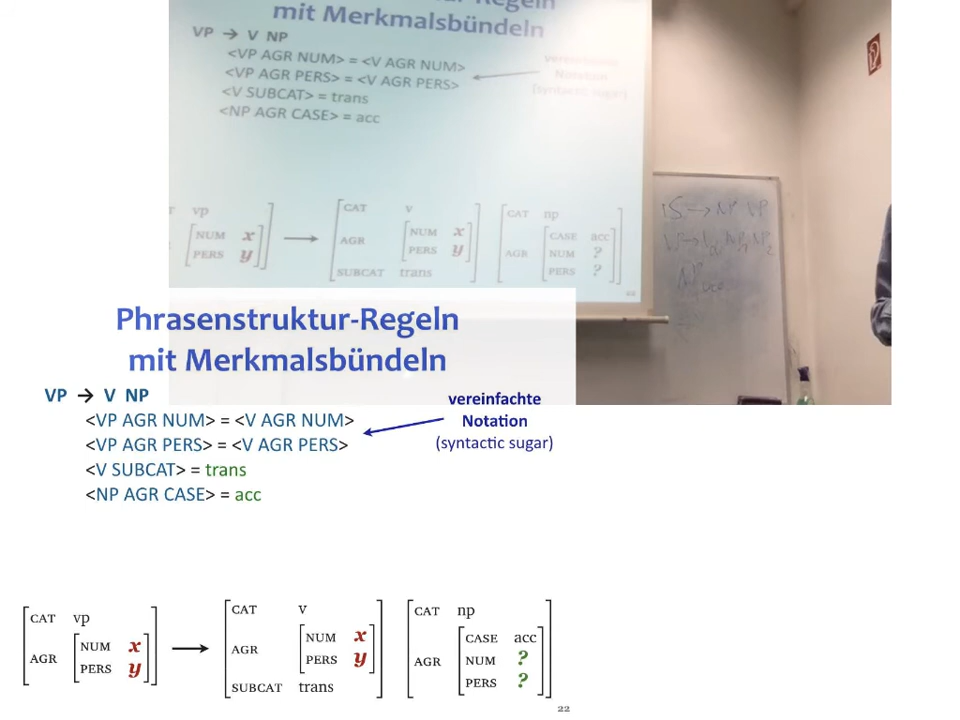 mit Merkmalsbündeln
VP → V NP
<VP AGR NUM> = <V AGR NUM>
<VP AGR PERS> = <V AGR PERS>
<V SUBCAT> = trans
<NP AGR CASE> = acc
vereinfachte
Notation
(syntactic sugar)
vp
NUM x
PERS y
→
CAT v
AGR
NUM x
PERS y
SUBCAT trans
CAT np
AGR
CASE acc
NUM ?
PERS ?
22
S → NP VP
Phrasenstruktur-Regeln
mit Merkmalsbündeln
VP → V NP
<VP AGR NUM> = <V AGR NUM>
<VP AGR PERS> = <V AGR PERS>
<V SUBCAT> = trans
<NP AGR CASE> = acc
vereinfachte
Notation
(syntactic sugar)
CAT vp
AGR
NUM x
PERS y
→
CAT v
AGR
NUM x
PERS y
SUBCAT trans
CAT np
AGR
CASE acc
NUM ?
PERS ?
22